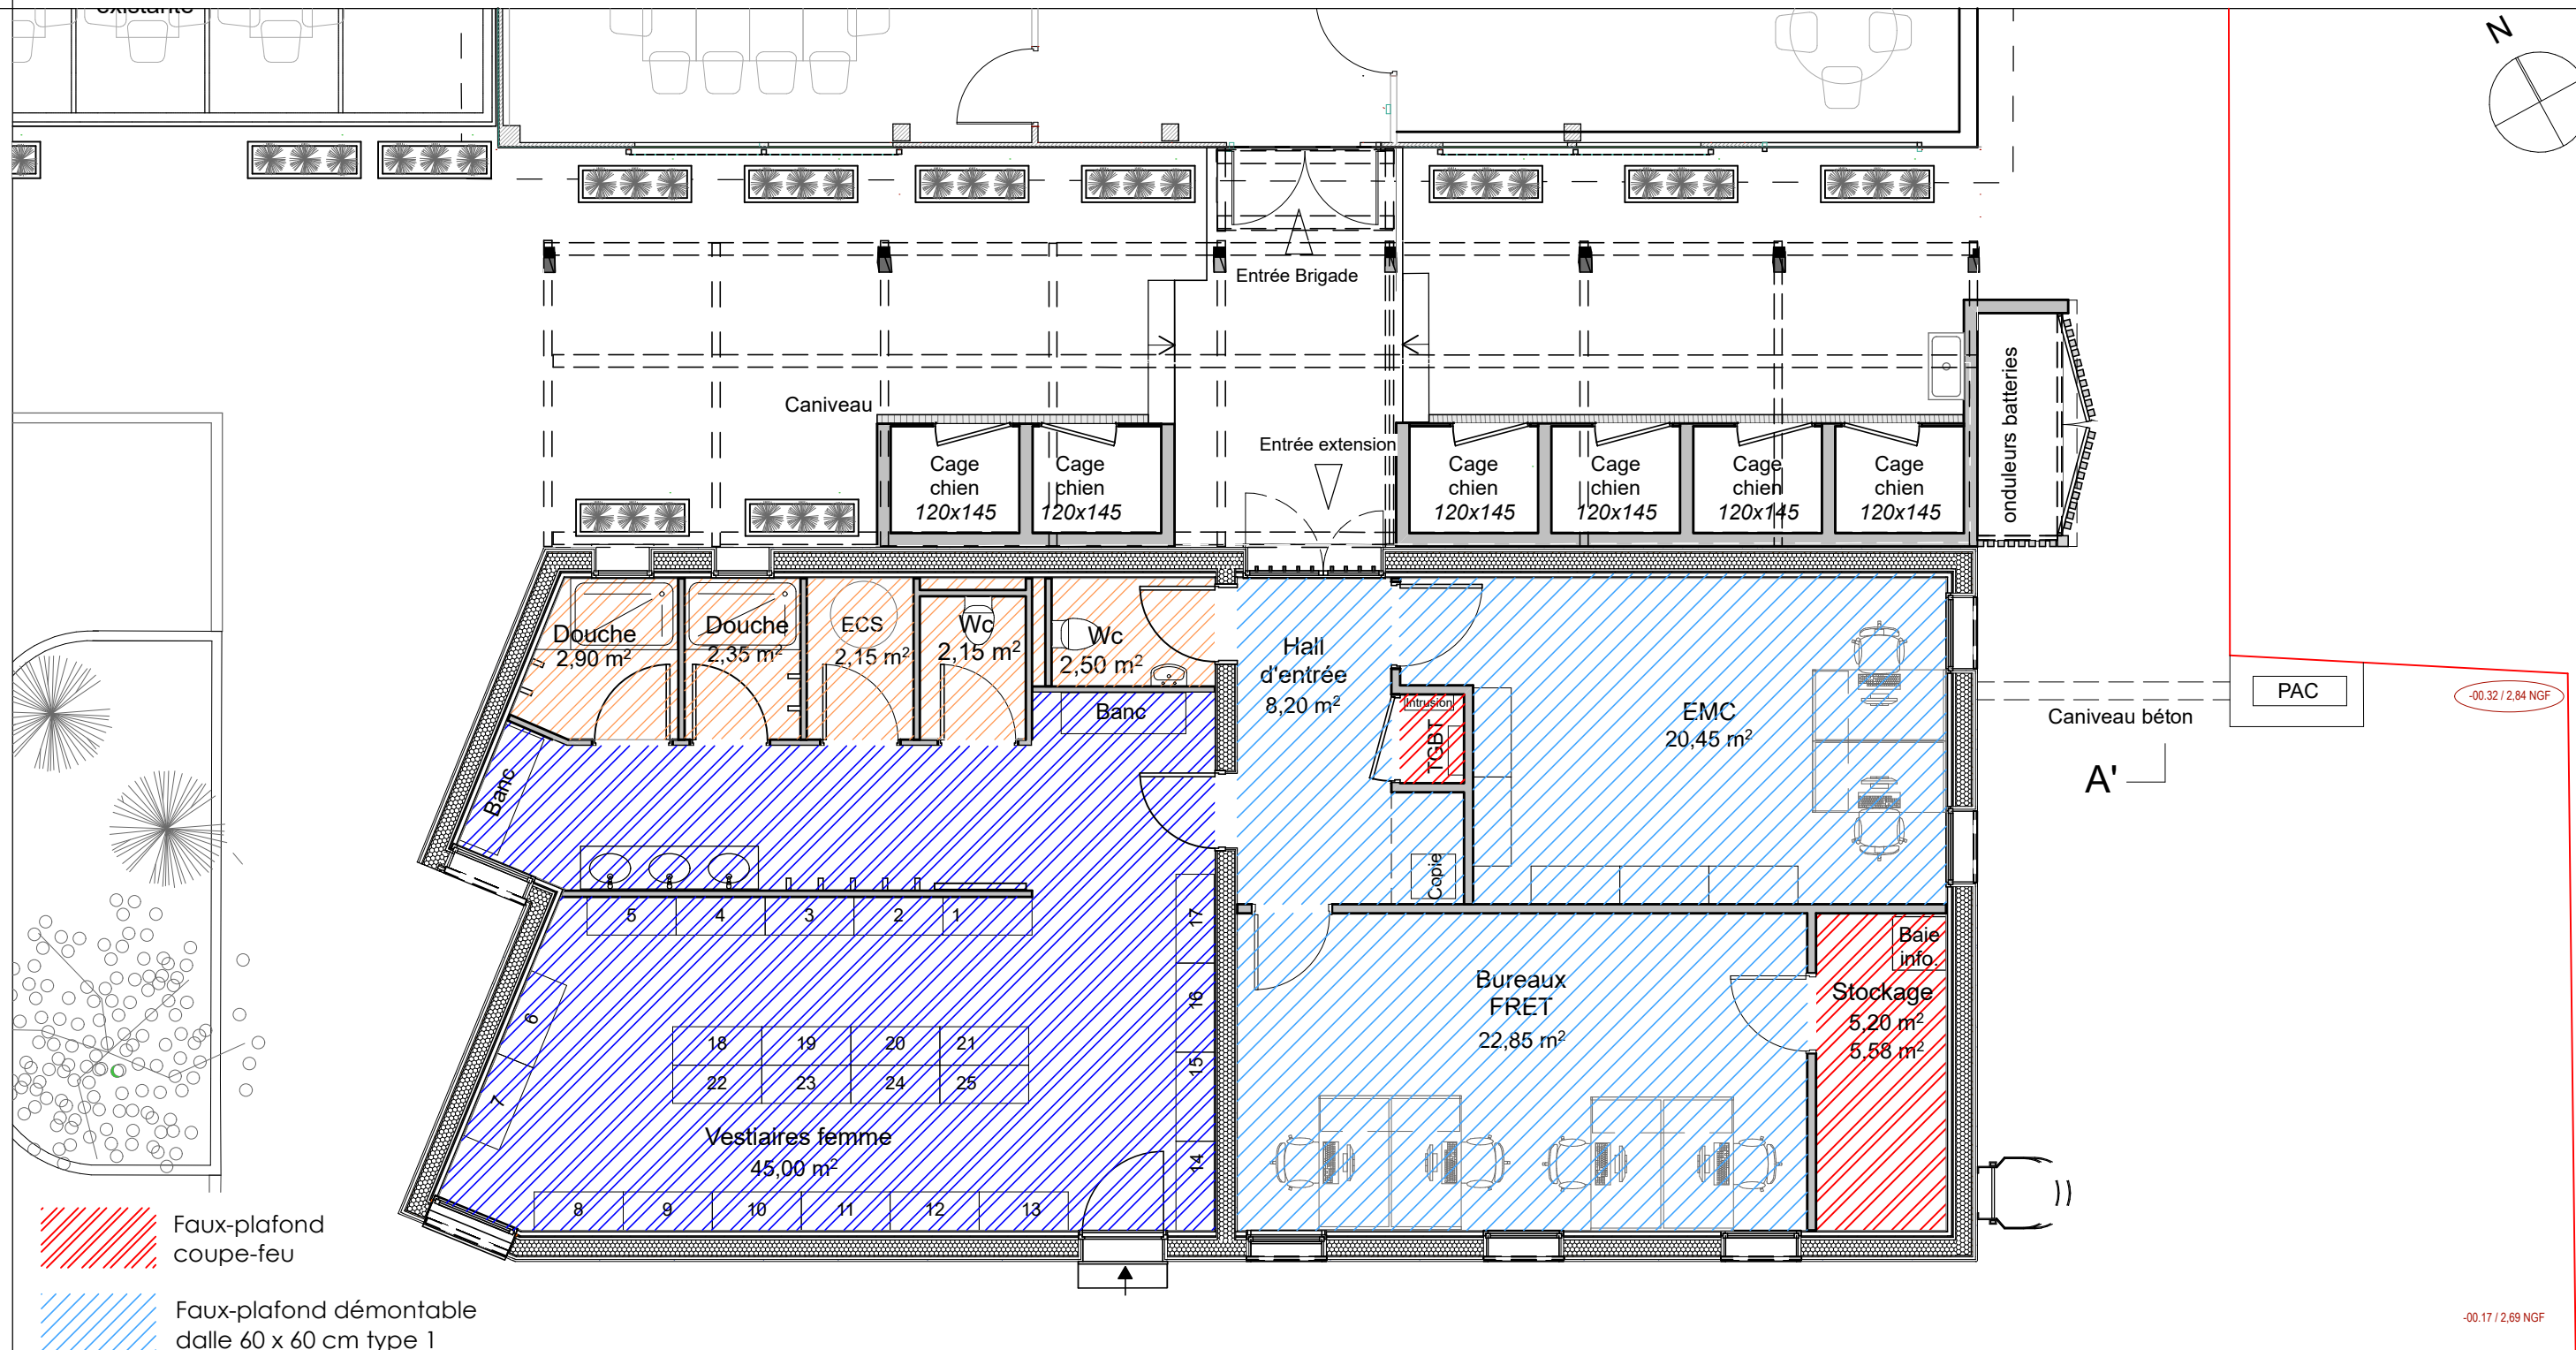 existante
N
Entrée Brigade
Caniveau
Entrée extension
Cage
chien
120x145
Cage
chien
120x145
Cage
chien
120x145
Cage
chien
120x145
Cage
chien
120x145
Cage
chien
120x145
onduleurs batteries
Douche
2,90 m²
Douche
2,35 m²
ECS
2,15 m²
Wc
2,15 m²
Wc
2,50 m²
Hall
d'entrée
8,20 m²
Banc
Banc
Intrusion
TGBT
Copie
EMC
20,45 m²
PAC
Caniveau béton
A'
-00.32 / 2,84 NGF
5
4
3
2
1
17
16
15
14
6
7
18
19
20
21
22
23
24
25
Vestiaires femme
45,00 m²
8
9
10
11
12
13
Bureaux
FRET
22,85 m²
Baie
info.
Stockage
5,20 m²
5,58 m²
Faux-plafond
coupe-feu
Faux-plafond démontable
dalle 60 x 60 cm type 1
-00.17 / 2,69 NGF